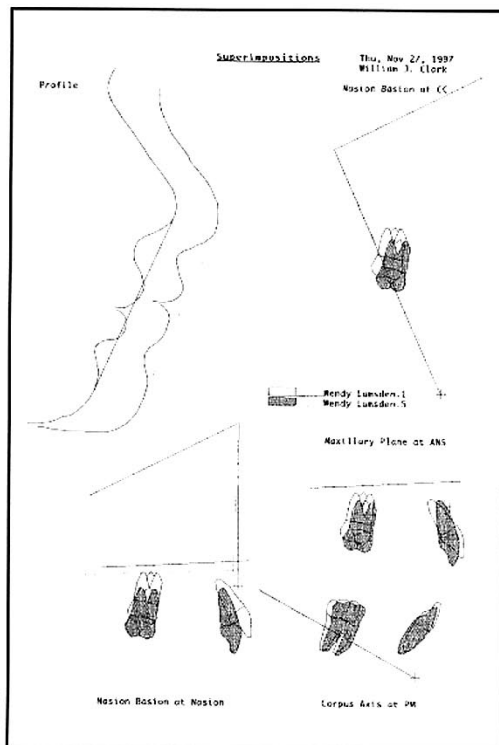 Superimpositions
Thu, Nov 27, 1997
William J. Clark
Profile
Nasion Basion at CC
Wendy Lumsden.1
Wendy Lumsden.5
Maxillary Plane at ANS
Nasion Basion at Nasion
Corpus Axis at PM